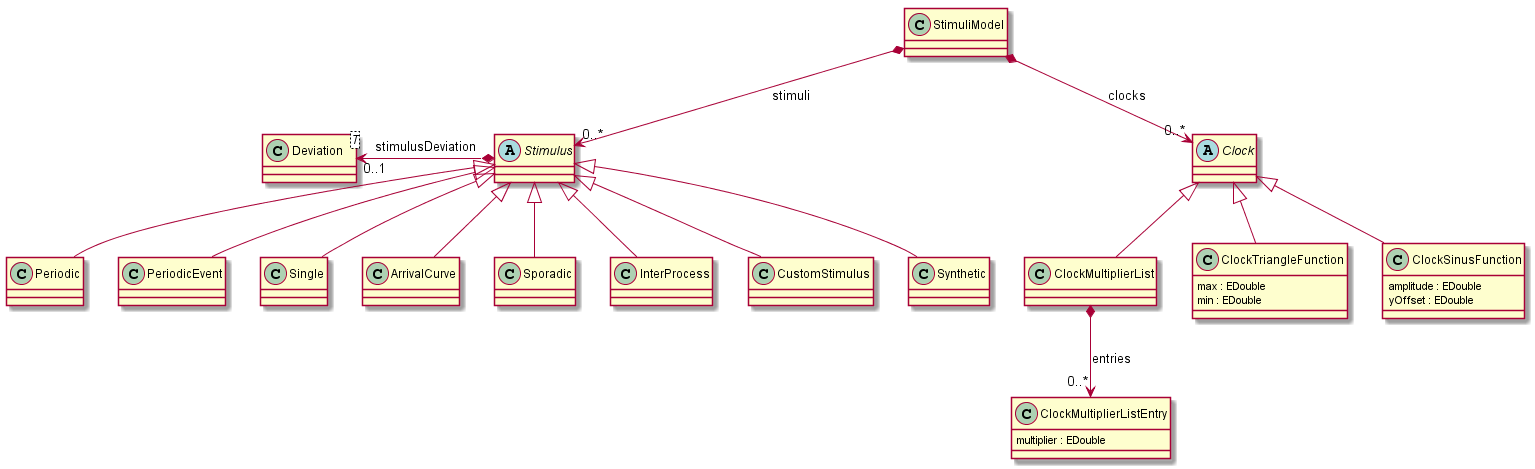 C StimuliModel
stimuli
clocks
0..*
0..*
C Deviation T
stimulusDeviation
0..1
A Stimulus
A Clock
C Periodic
C PeriodicEvent
C Single
C ArrivalCurve
C Sporadic
C InterProcess
C CustomStimulus
C Synthetic
C ClockMultiplierList
C ClockTriangleFunction
max : EDouble
min : EDouble
C ClockSinusFunction
amplitude : EDouble
yOffset : EDouble
entries
0..*
C ClockMultiplierListEntry
multiplier : EDouble